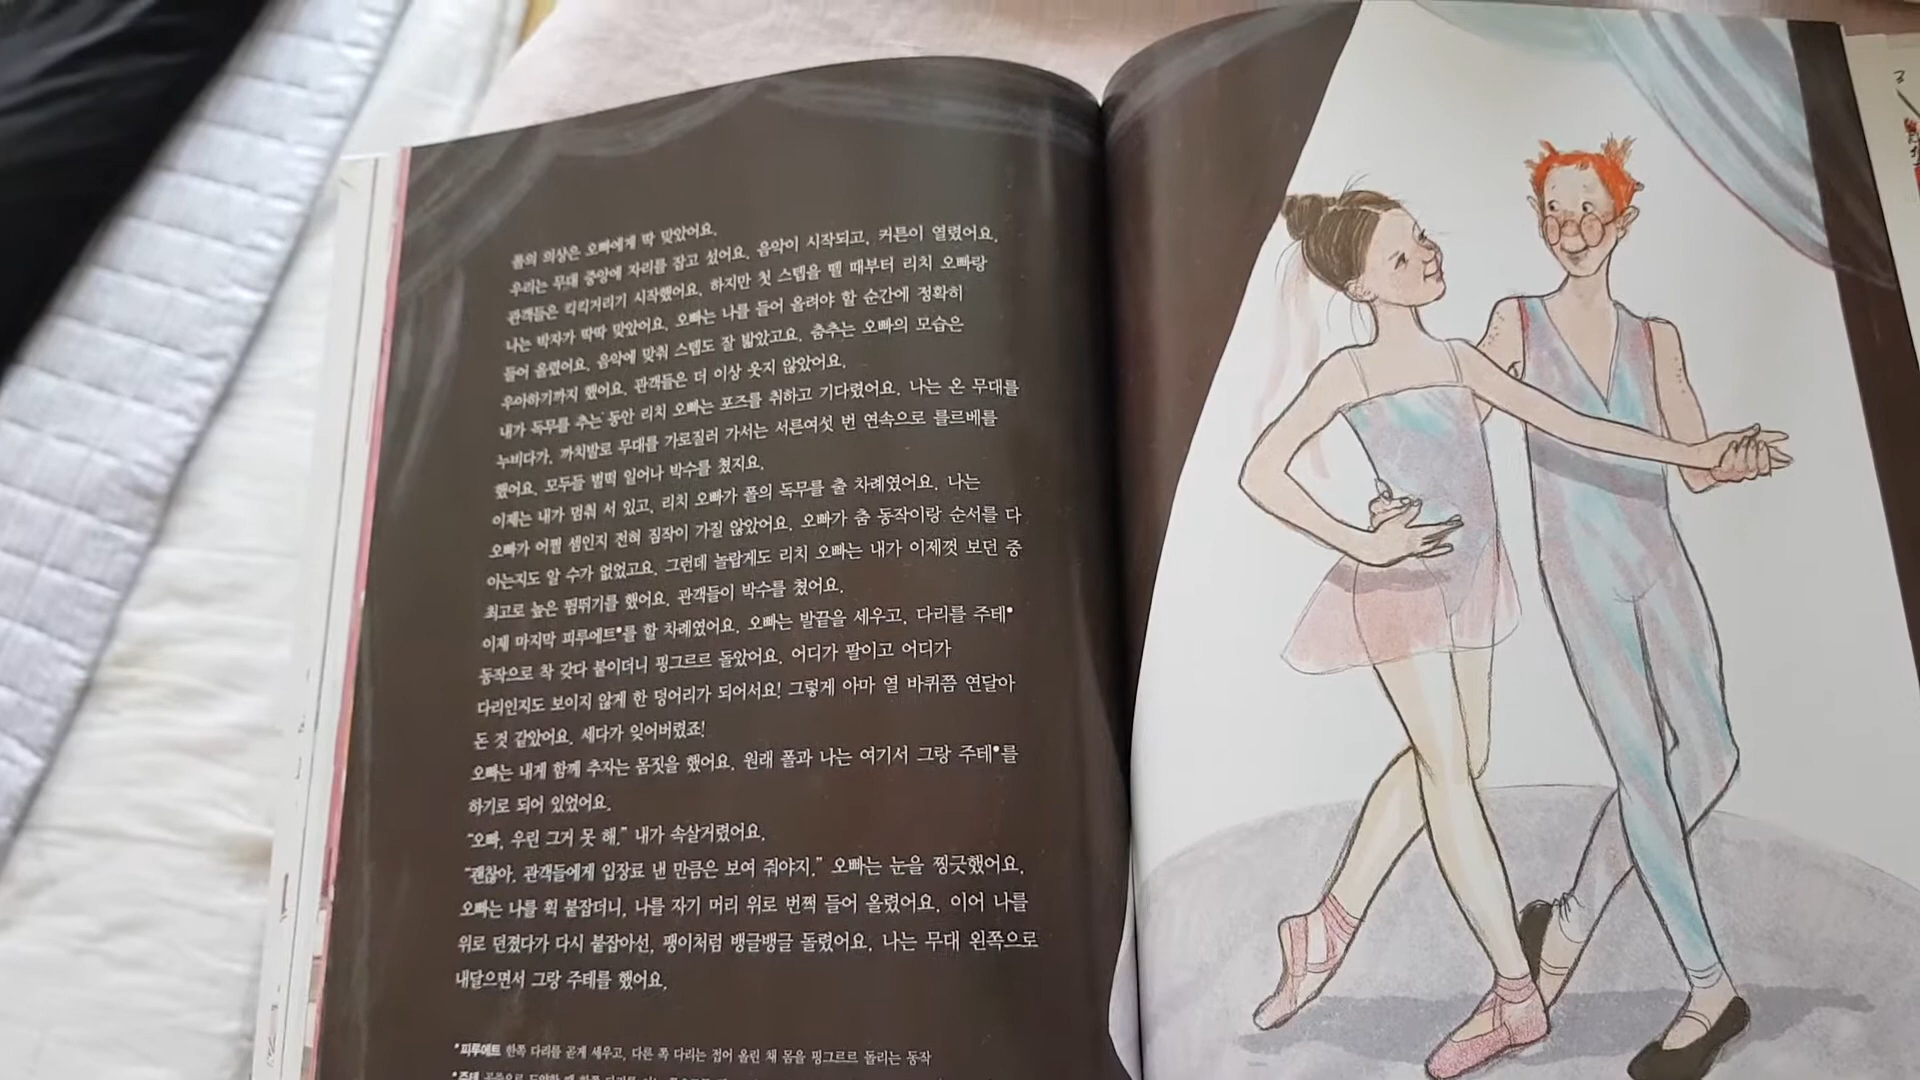 폴의 의상은 오빠에게 딱 맞았어요.
우리는 무대 중앙에 자리를 잡고 섰어요. 음악이 시작되고, 커튼이 열렸어요.
관객들은 킥킥거리기 시작했어요. 하지만 첫 스텝을 뗄 때부터 리치 오빠랑
나는 박자가 딱딱 맞았어요. 오빠는 나를 들어 올려야 할 순간에 정확히
들어 올렸어요. 음악에 맞춰 스텝도 잘 밟았고요. 춤추는 오빠의 모습은
우아하기까지 했어요. 관객들은 더 이상 웃지 않았어요.
내가 독무를 추는 동안 리치 오빠는 포즈를 취하고 기다렸어요. 나는 온 무대를
누비다가, 까치발로 무대를 가로질러 가서는 서른여섯 번 연속으로 를르베를
했어요. 모두들 벌떡 일어나 박수를 쳤지요.
이제는 내가 멈춰 서 있고, 리치 오빠가 폴의 독무를 출 차례였어요. 나는
오빠가 어쩔 셈인지 전혀 짐작이 가질 않았어요. 오빠가 춤 동작이랑 순서를 다
아는지도 알 수가 없었고요. 그런데 놀랍게도 리치 오빠는 내가 이제껏 보던 중
최고로 높은 뜀뛰기를 했어요. 관객들이 박수를 쳤어요.
이제 마지막 피루에트*를 할 차례였어요. 오빠는 발끝을 세우고, 다리를 주테*
동작으로 착 갖다 붙이더니 핑그르르 돌았어요. 어디가 팔이고 어디가
다리인지도 보이지 않게 한 덩어리가 되어서요! 그렇게 아마 열 바퀴쯤 연달아
돈 것 같았어요. 세다가 잊어버렸죠!
오빠는 내게 함께 추자는 몸짓을 했어요. 원래 폴과 나는 여기서 그랑 주테*를
하기로 되어 있었어요.
“오빠, 우린 그거 못 해.” 내가 속살거렸어요.
“괜찮아. 관객들에게 입장료 낸 만큼은 보여 줘야지.” 오빠는 눈을 찡긋했어요.
오빠는 나를 획 붙잡더니, 나를 자기 머리 위로 번쩍 들어 올렸어요. 이어 나를
위로 던졌다가 다시 붙잡아선, 팽이처럼 뱅글뱅글 돌렸어요. 나는 무대 왼쪽으로
내달으면서 그랑 주테를 했어요.
*피루에트 한쪽 다리를 곧게 세우고, 다른 쪽 다리는 접어 올린 채 몸을 핑그르르 돌리는 동작
*주테